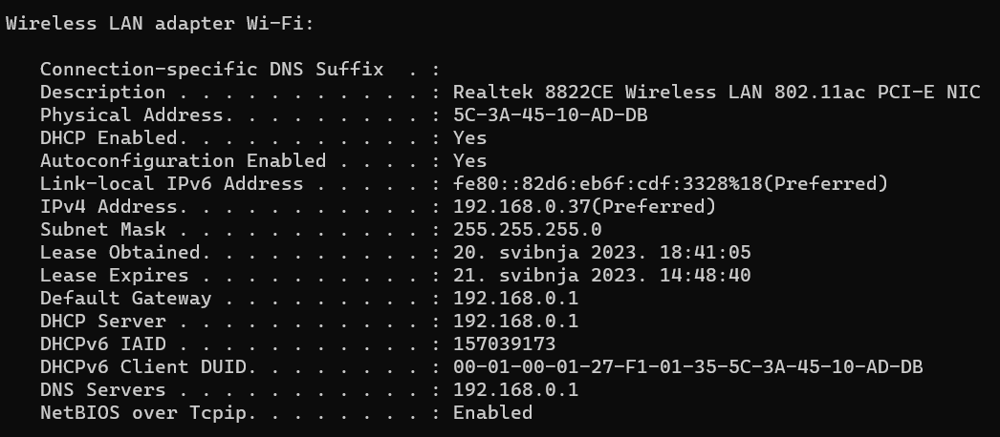 Wireless LAN adapter Wi-Fi:
Connection-specific DNS Suffix  . :
Description . . . . . . . . . . . : Realtek 8822CE Wireless LAN 802.11ac PCI-E NIC
Physical Address. . . . . . . . . : 5C-3A-45-10-AD-DB
DHCP Enabled. . . . . . . . . . . : Yes
Autoconfiguration Enabled . . . . : Yes
Link-local IPv6 Address . . . . . : fe80::82d6:eb6f:cdf:3328%18(Preferred)
IPv4 Address. . . . . . . . . . . : 192.168.0.37(Preferred)
Subnet Mask . . . . . . . . . . . : 255.255.255.0
Lease Obtained. . . . . . . . . . : 20. svibnja 2023. 18:41:05
Lease Expires . . . . . . . . . . : 21. svibnja 2023. 14:48:40
Default Gateway . . . . . . . . . : 192.168.0.1
DHCP Server . . . . . . . . . . . : 192.168.0.1
DHCPv6 IAID . . . . . . . . . . . : 157039173
DHCPv6 Client DUID. . . . . . . . : 00-01-00-01-27-F1-01-35-5C-3A-45-10-AD-DB
DNS Servers . . . . . . . . . . . : 192.168.0.1
NetBIOS over Tcpip. . . . . . . . : Enabled